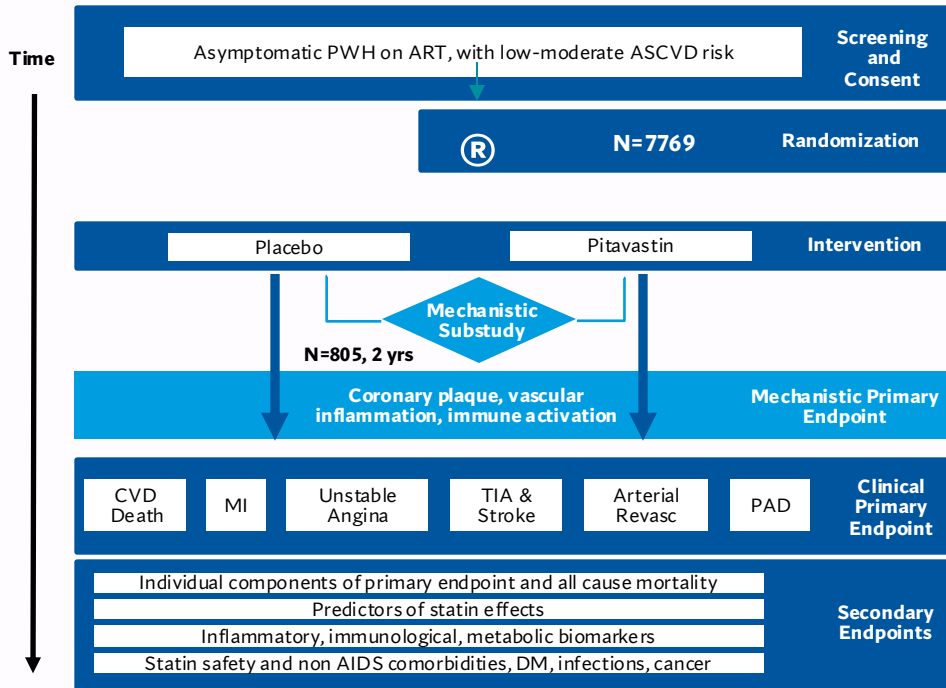 Time
Asymptomatic PWH on ART, with low-moderate ASCVD risk
Screening
and
Consent
®
N=7769
Randomization
Placebo
Pitavastin
Intervention
Mechanistic
Substudy
N=805, 2 yrs
Coronary plaque, vascular
inflammation, immune activation
Mechanistic Primary
Endpoint
CVD
Death
MI
Unstable
Angina
TIA &
Stroke
Arterial
Revasc
PAD
Clinical
Primary
Endpoint
Individual components of primary endpoint and all cause mortality
Predictors of statin effects
Inflammatory, immunological, metabolic biomarkers
Statin safety and non AIDS comorbidities, DM, infections, cancer
Secondary
Endpoints